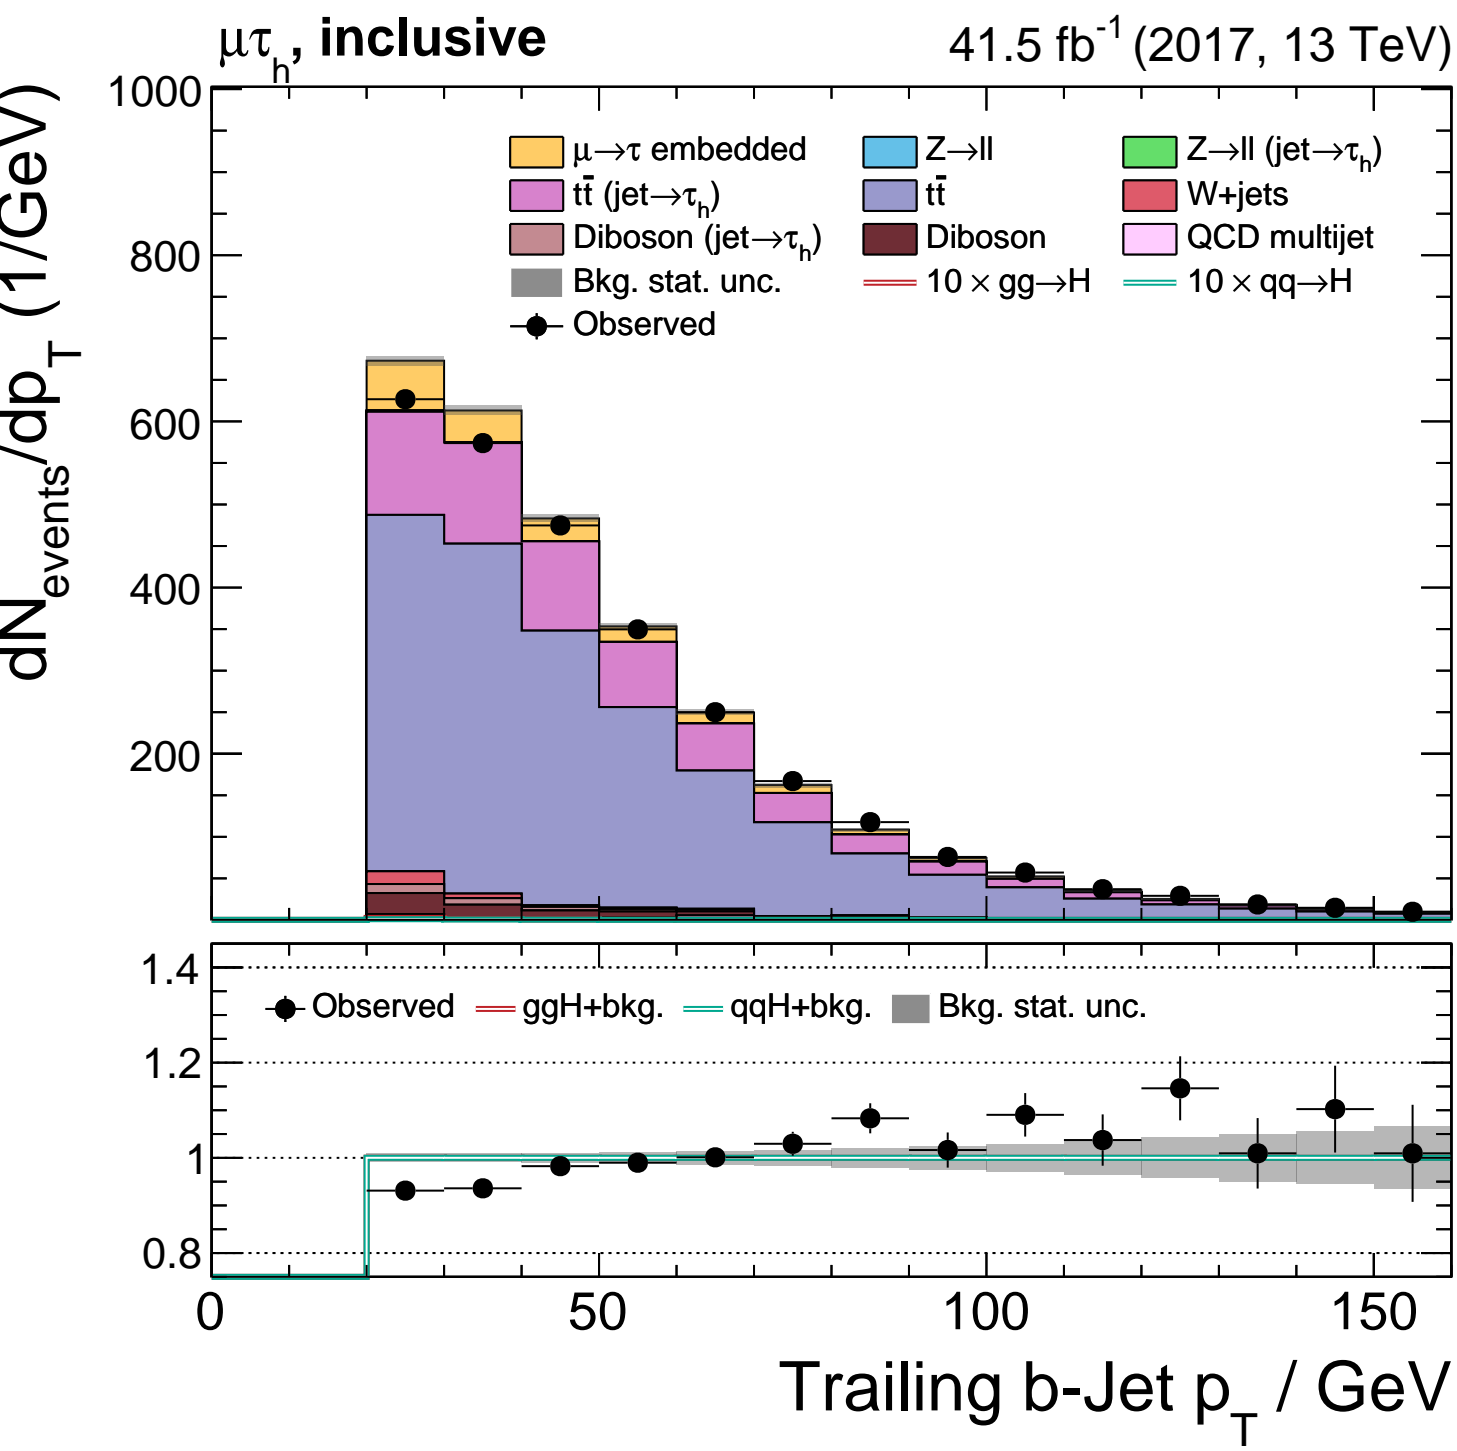 μτh, inclusive
41.5 fb-1 (2017, 13 TeV)
dNevents/dpT (1/GeV)
1000
800
600
400
200
μ→τ embedded
Z→ll
Z→ll (jet→τh)
tt̄ (jet→τh)
tt̄
W+jets
Diboson (jet→τh)
Diboson
QCD multijet
Bkg. stat. unc.
10 × gg→H
10 × qq→H
Observed
1.4
1.2
1
0.8
Observed
ggH+bkg.
qqH+bkg.
Bkg. stat. unc.
0
50
100
150
Trailing b-Jet pT / GeV